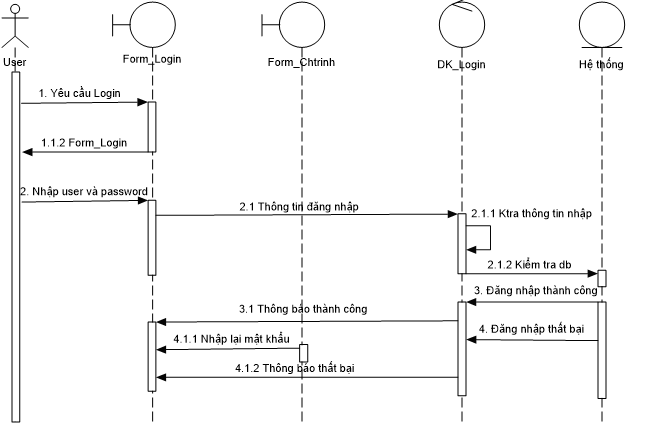 User
Form_Login
Form_Chtrinh
DK_Login
Hệ thống
1. Yêu cầu Login
1.1.2 Form_Login
2. Nhập user và password
2.1 Thông tin đăng nhập
2.1.1 Ktra thông tin nhập
2.1.2 Kiểm tra db
3. Đăng nhập thành công
3.1 Thông báo thành công
4. Đăng nhập thất bại
4.1.1 Nhập lại mật khẩu
4.1.2 Thông báo thất bại